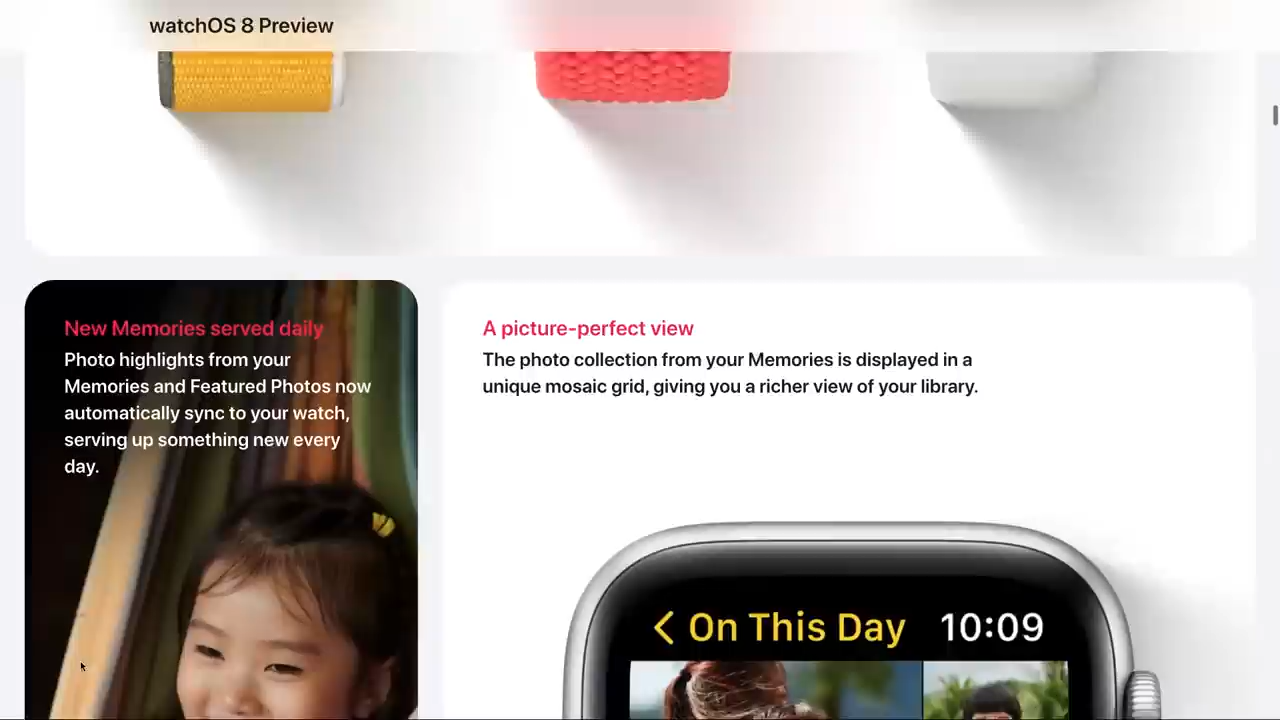 watchOS 8 Preview
New Memories served daily
Photo highlights from your
Memories and Featured Photos now
automatically sync to your watch,
serving up something new every
day.
A picture-perfect view
The photo collection from your Memories is displayed in a
unique mosaic grid, giving you a richer view of your library.
On This Day 10:09